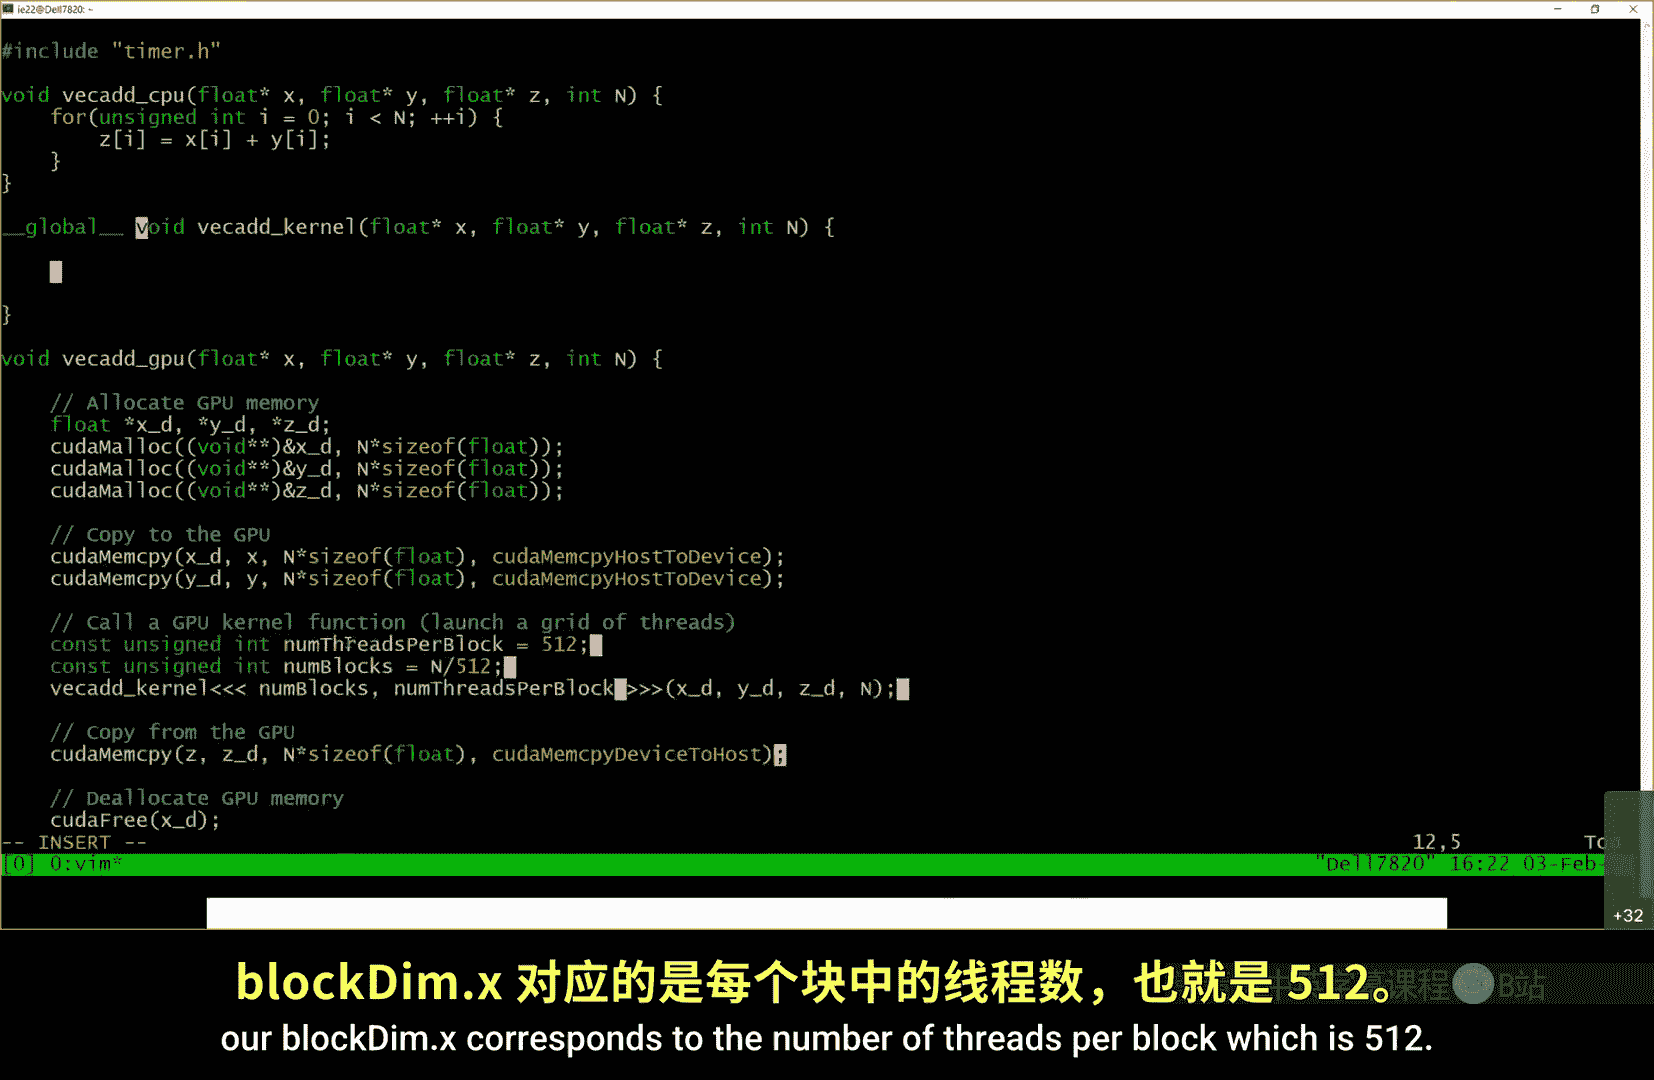 ie22@Dell7820: ~
#include "timer.h"
void vecadd_cpu(float* x, float* y, float* z, int N) {
    for(unsigned int i = 0; i < N; ++i) {
        z[i] = x[i] + y[i];
    }
}
__global__ void vecadd_kernel(float* x, float* y, float* z, int N) {
}
void vecadd_gpu(float* x, float* y, float* z, int N) {
    // Allocate GPU memory
    float *x_d, *y_d, *z_d;
    cudaMalloc((void**)&x_d, N*sizeof(float));
    cudaMalloc((void**)&y_d, N*sizeof(float));
    cudaMalloc((void**)&z_d, N*sizeof(float));
    // Copy to the GPU
    cudaMemcpy(x_d, x, N*sizeof(float), cudaMemcpyHostToDevice);
    cudaMemcpy(y_d, y, N*sizeof(float), cudaMemcpyHostToDevice);
    // Call a GPU kernel function (launch a grid of threads)
    const unsigned int numThreadsPerBlock = 512;
    const unsigned int numBlocks = N/512;
    vecadd_kernel<<< numBlocks, numThreadsPerBlock >>>(x_d, y_d, z_d, N);
    // Copy from the GPU
    cudaMemcpy(z, z_d, N*sizeof(float), cudaMemcpyDeviceToHost);
    // Deallocate GPU memory
    cudaFree(x_d);
-- INSERT -- 12,5
[0] 0:vim* "Dell7820" 16:22 03-Feb-
+32
blockDim.x 对应的是每个块中的线程数，也就是 512。
课程 B站
our blockDim.x corresponds to the number of threads per block which is 512.